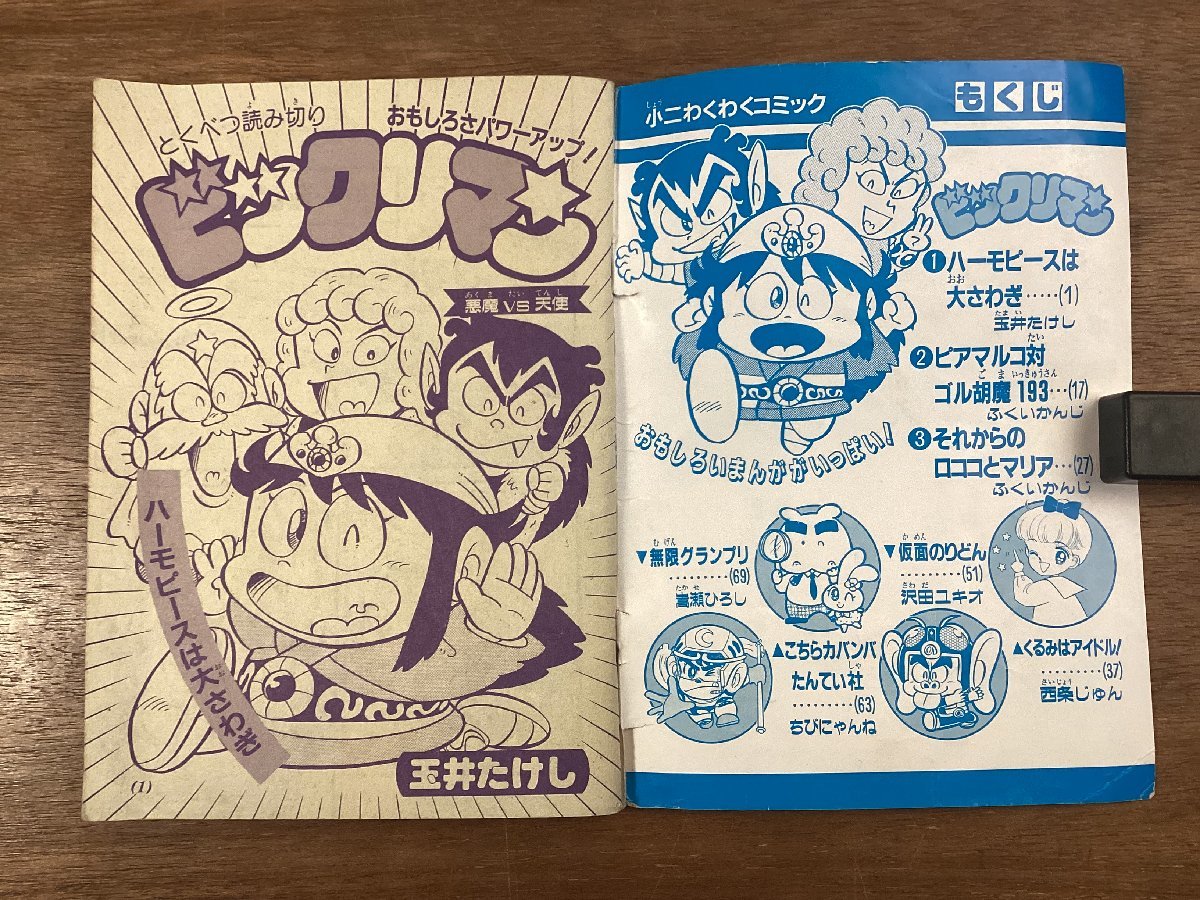 とくべつ読み切り
おもしろさパワーアップ!
ビックリマン
悪魔VS天使
ハーモピースは大さわぎ
玉井たけし
(1)
小二わくわくコミック
もくじ
ビックリマン
❶ハーモピースは
大さわぎ‥‥‥(1)
玉井たけし
❷ピアマルコ対
ゴル胡魔193‥‥(17)
ふくいかんじ
❸それからの
ロココとマリア‥‥(27)
ふくいかんじ
おもしろいまんががいっぱい!
▼無限グランプリ
‥‥‥‥‥(69)
高瀬ひろし
▼仮面のりどん
‥‥‥‥‥(51)
沢田ユキオ
▲こちらカバンバ
たんてい社
‥‥‥‥‥(63)
ちびにゃんね
▲くるみはアイドル!
‥‥‥‥‥(37)
西条じゅん